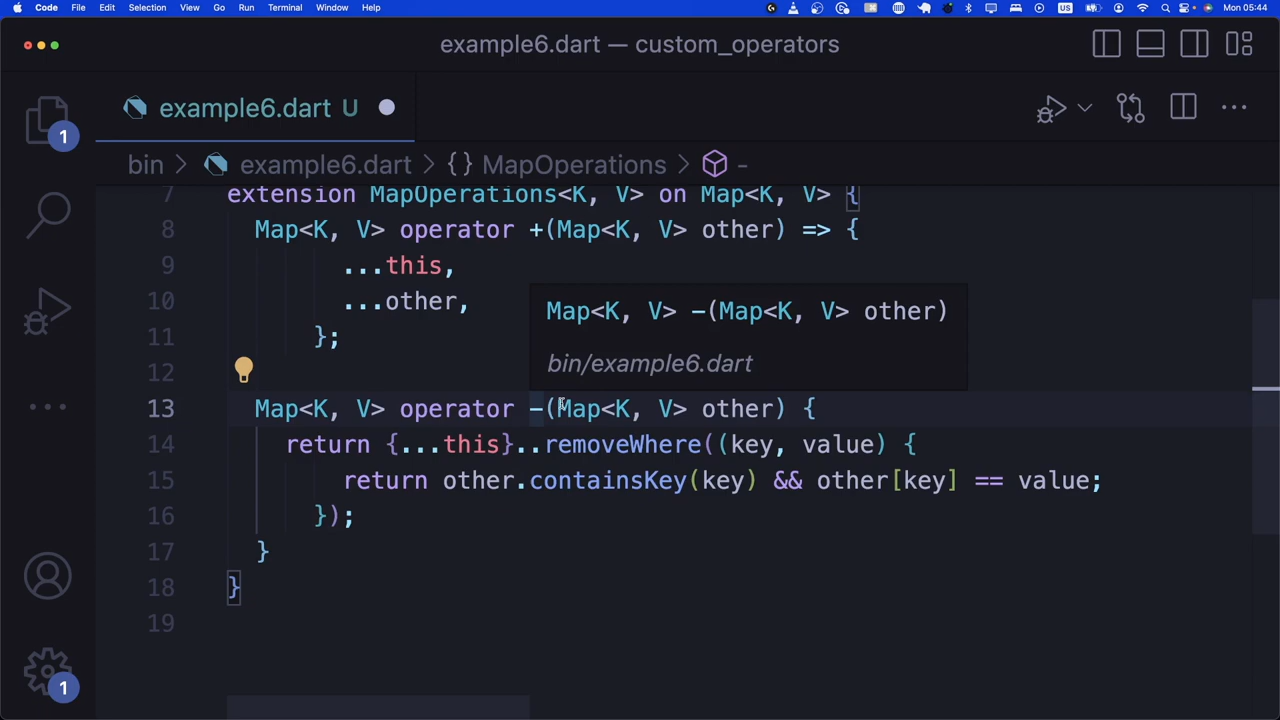 Code File Edit Selection View Go Run Terminal Window Help US Mon 05:44
example6.dart — custom_operators
example6.dart U
bin > example6.dart > {} MapOperations > -
1
7 extension MapOperations<K, V> on Map<K, V> {
8 Map<K, V> operator +(Map<K, V> other) => {
9 ...this,
10 ...other,
11 };
12
Map<K, V> -(Map<K, V> other)
bin/example6.dart
13 Map<K, V> operator -(Map<K, V> other) {
14 return {...this}..removeWhere((key, value) {
15 return other.containsKey(key) && other[key] == value;
16 });
17 }
18 }
19
1